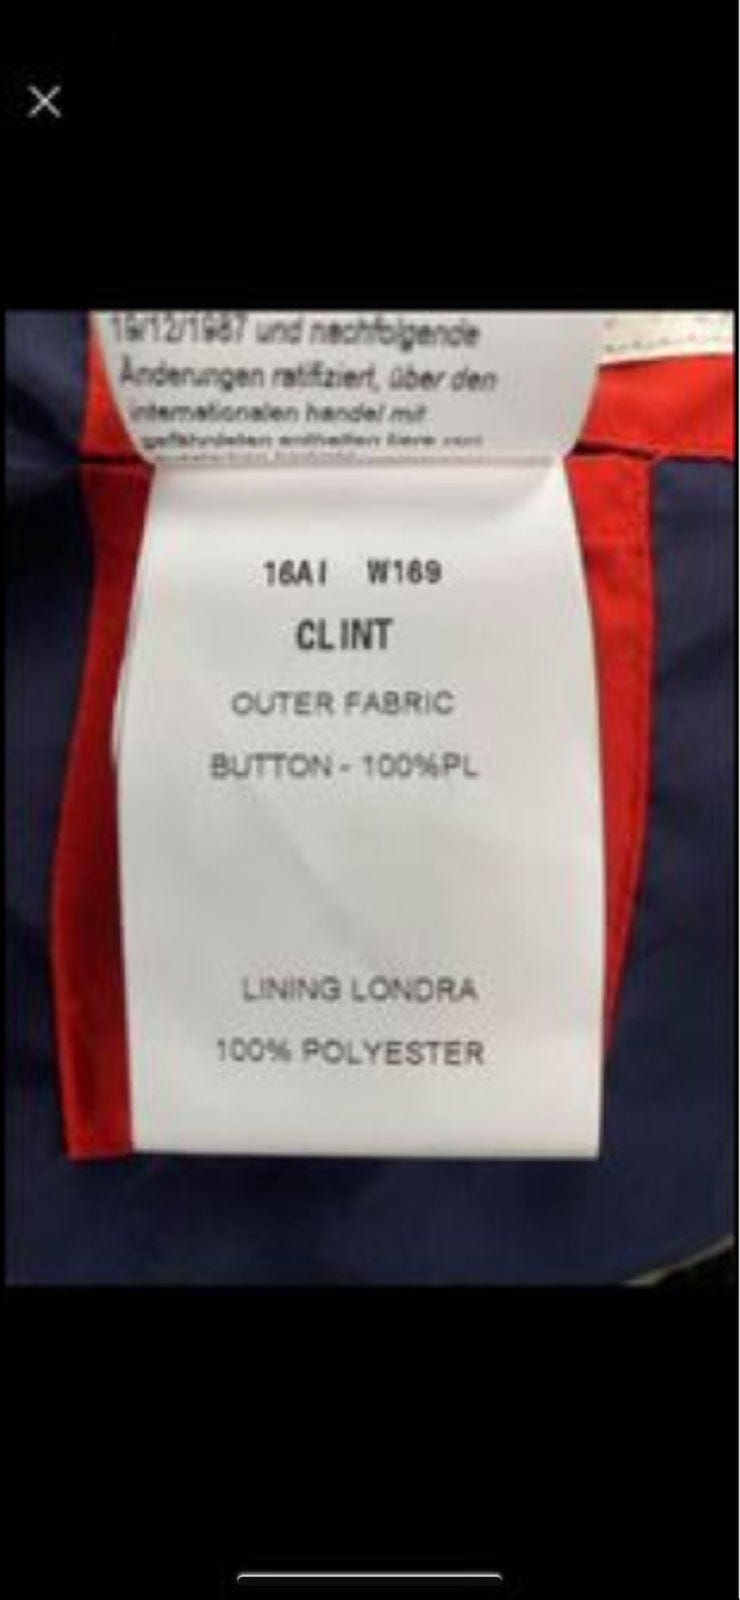 19/12/1987 und nachfolgende
Änderungen ratifiziert, über den
internationalen handel mit
gefährdeten
16AI W169
CLINT
OUTER FABRIC
BUTTON - 100%PL
LINING LONDRA
100% POLYESTER